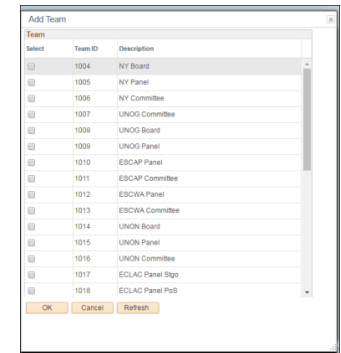 Add Team
Team
Select Team ID Description
1004 NY Board
1005 NY Panel
1006 NY Committee
1007 UNOG Committee
1008 UNOG Board
1009 UNOG Panel
1010 ESCAP Panel
1011 ESCAP Committee
1012 ESCWA Panel
1013 ESCWA Committee
1014 UNON Board
1015 UNON Panel
1016 UNON Committee
1017 ECLAC Panel Stgo
1018 ECLAC Panel PoS
OK Cancel Refresh